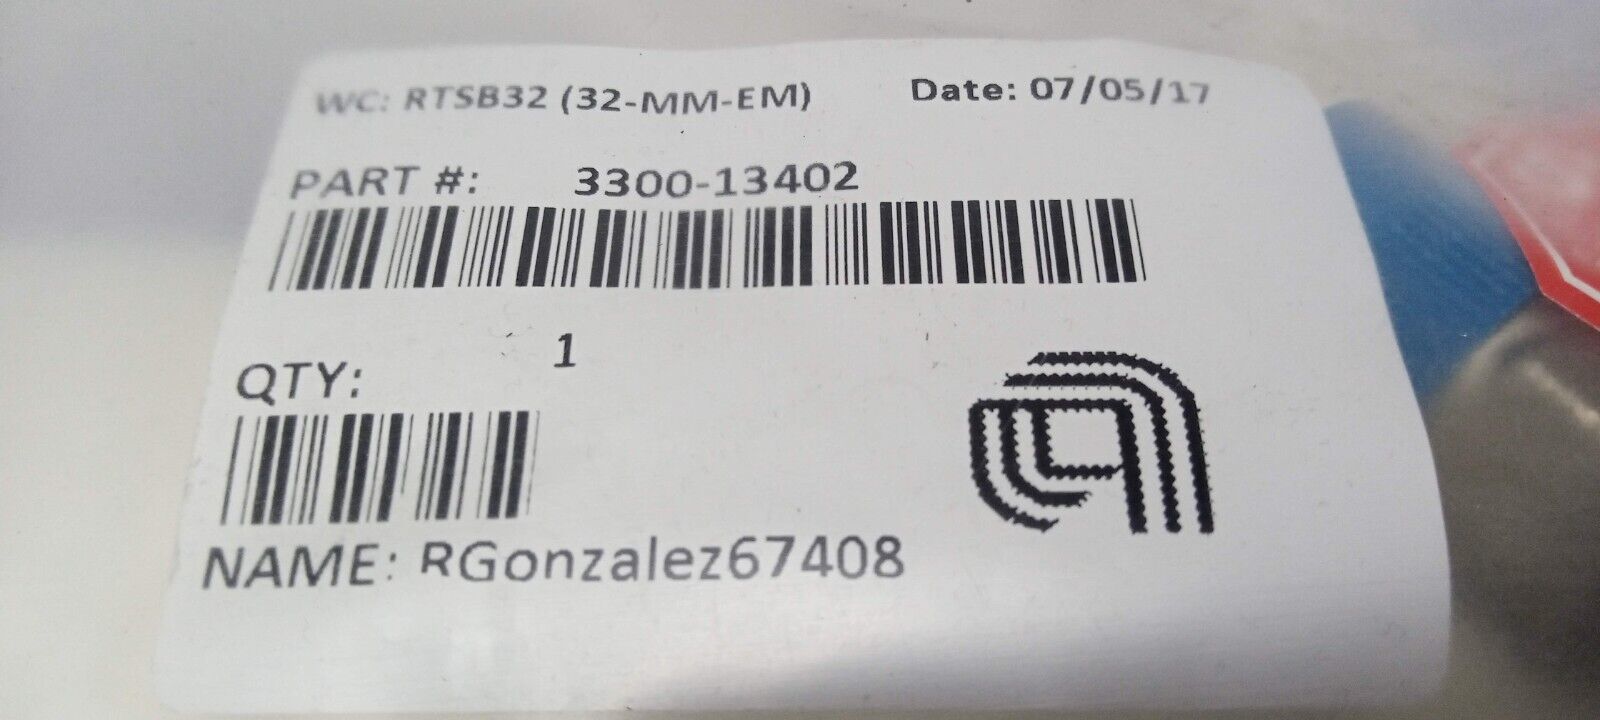 WC: RTSB32 (32-MM-EM) Date: 07/05/17
PART #: 3300-13402
QTY: 1
NAME: RGonzalez67408